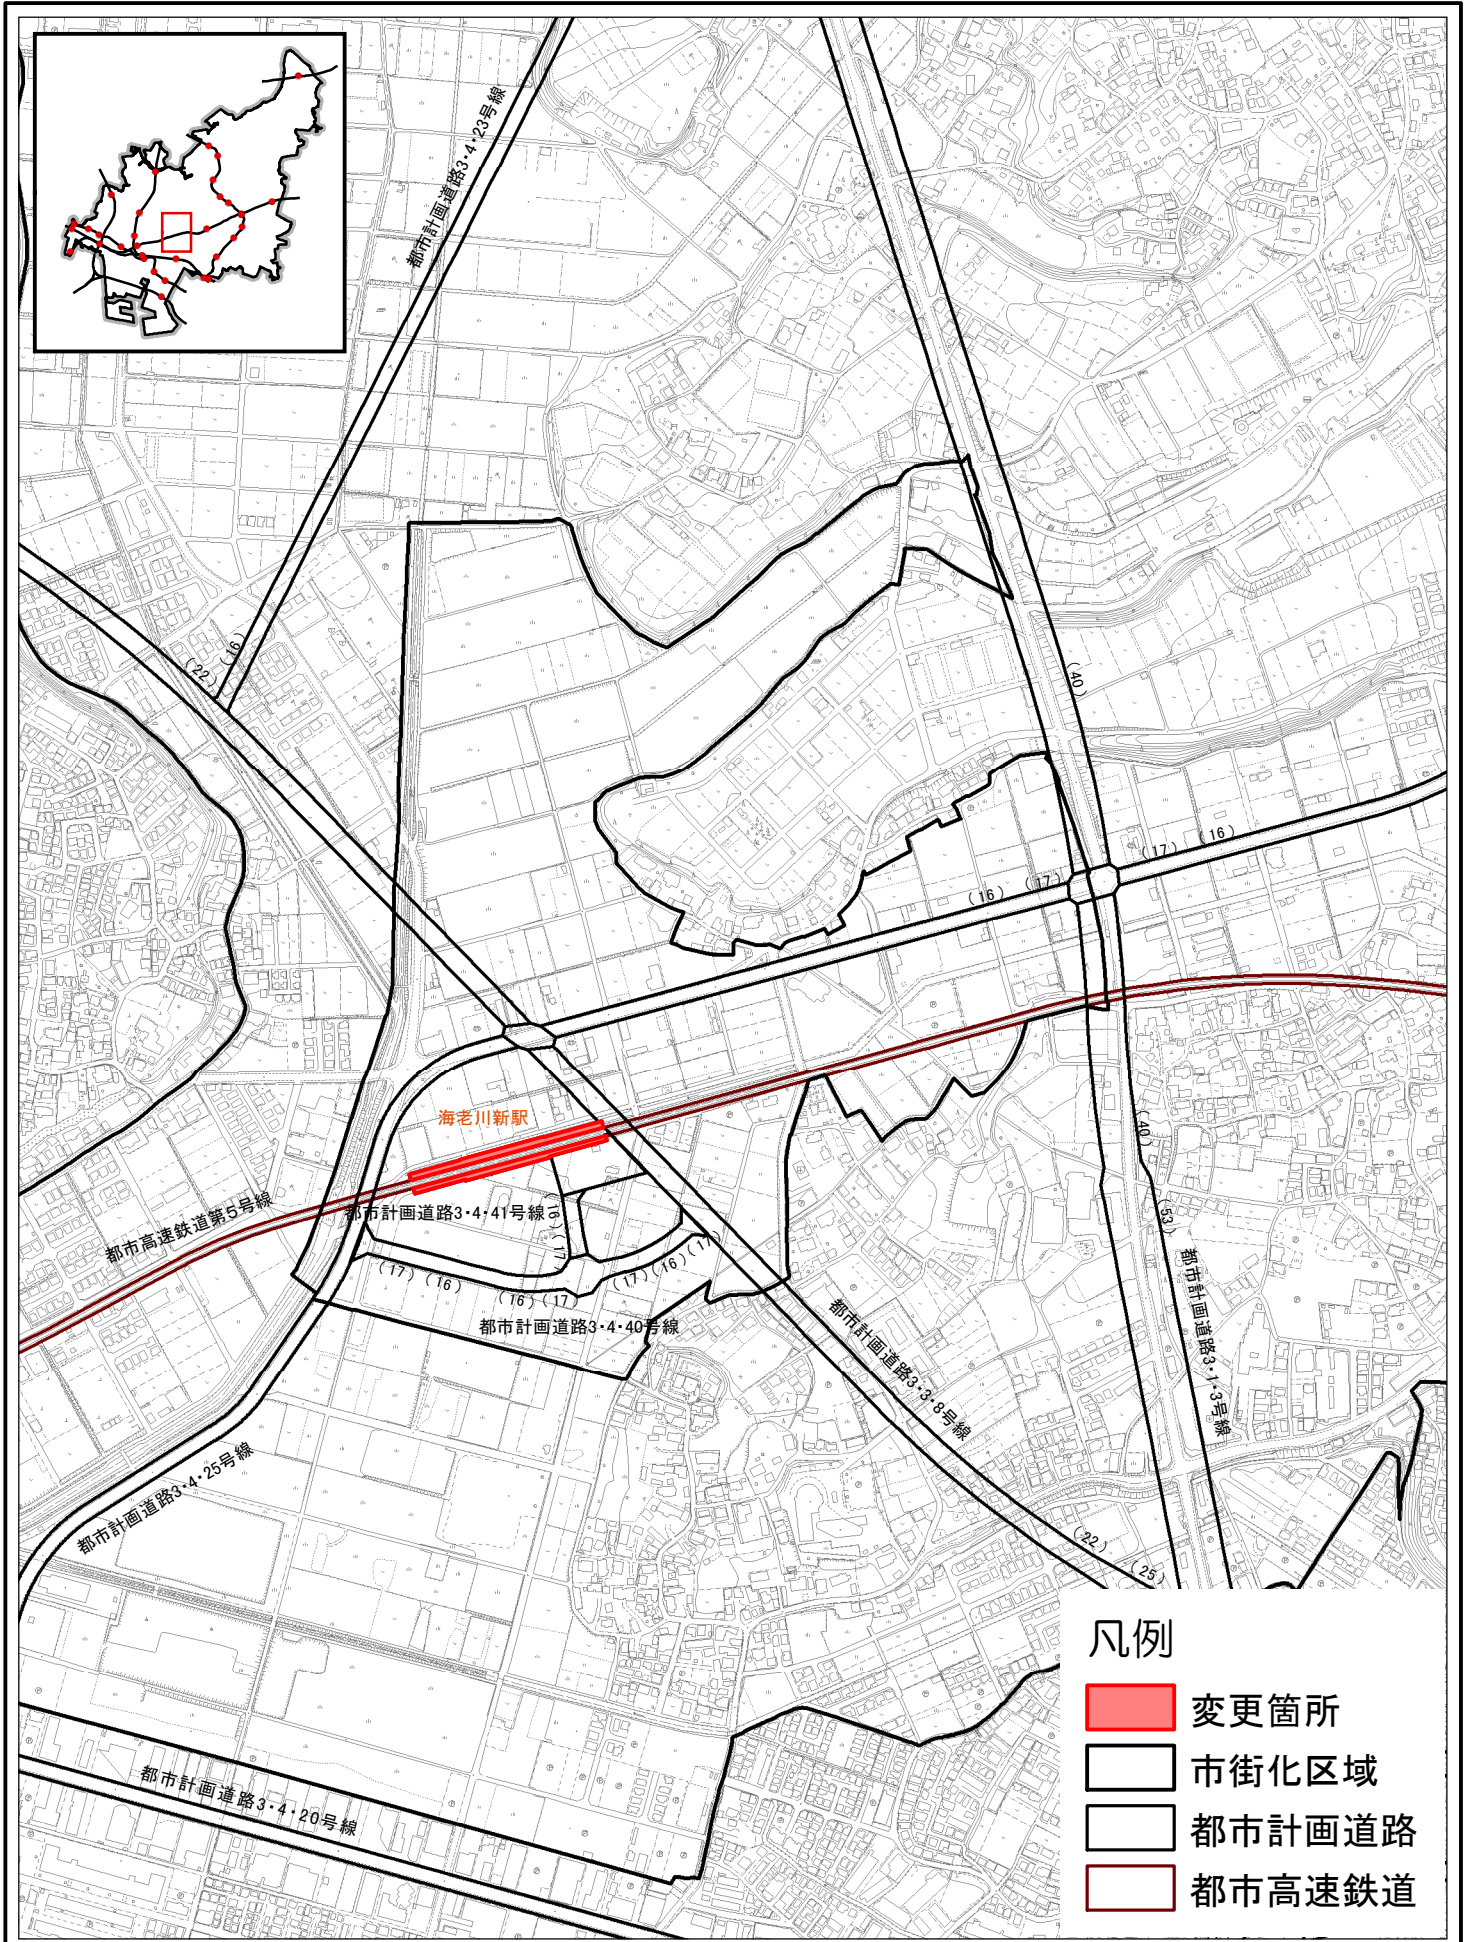 都市計画道路3・4・23号線
(16)
(22)
(40)
(16)
(17)
(17)
(16)
海老川新駅
(40)
都市高速鉄道第5号線
都市計画道路3・4・41号線
(16)
(17)
(53)
(17)
(16)
(16)
(17)
(17)
(16)
(17)
都市計画道路3・4・40号線
都市計画道路3・3・8号線
都市計画道路3・1・3号線
都市計画道路3・4・25号線
(22)
(25)
都市計画道路3・4・20号線
凡例
変更箇所
市街化区域
都市計画道路
都市高速鉄道